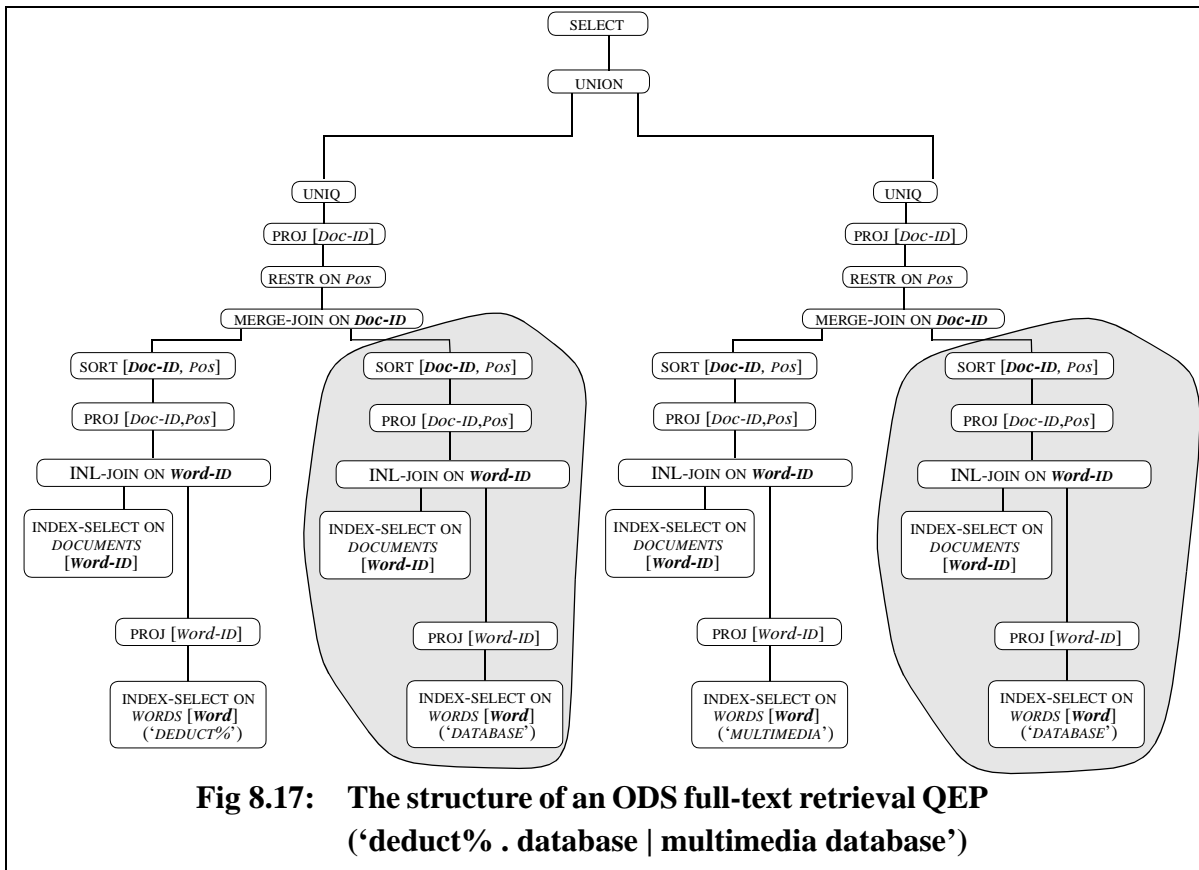 SELECT
UNION
UNIQ
UNIQ
PROJ [Doc-ID]
PROJ [Doc-ID]
RESTR ON Pos
RESTR ON Pos
MERGE-JOIN ON Doc-ID
MERGE-JOIN ON Doc-ID
SORT [Doc-ID, Pos]
SORT [Doc-ID, Pos]
SORT [Doc-ID, Pos]
SORT [Doc-ID, Pos]
PROJ [Doc-ID,Pos]
PROJ [Doc-ID,Pos]
PROJ [Doc-ID,Pos]
PROJ [Doc-ID,Pos]
INL-JOIN ON Word-ID
INL-JOIN ON Word-ID
INL-JOIN ON Word-ID
INL-JOIN ON Word-ID
INDEX-SELECT ON
DOCUMENTS
[Word-ID]
INDEX-SELECT ON
DOCUMENTS
[Word-ID]
INDEX-SELECT ON
DOCUMENTS
[Word-ID]
INDEX-SELECT ON
DOCUMENTS
[Word-ID]
PROJ [Word-ID]
PROJ [Word-ID]
PROJ [Word-ID]
PROJ [Word-ID]
INDEX-SELECT ON
WORDS [Word]
(‘DEDUCT%’)
INDEX-SELECT ON
WORDS [Word]
(‘DATABASE’)
INDEX-SELECT ON
WORDS [Word]
(‘MULTIMEDIA’)
INDEX-SELECT ON
WORDS [Word]
(‘DATABASE’)
Fig 8.17: The structure of an ODS full-text retrieval QEP
(‘deduct% . database | multimedia database’)